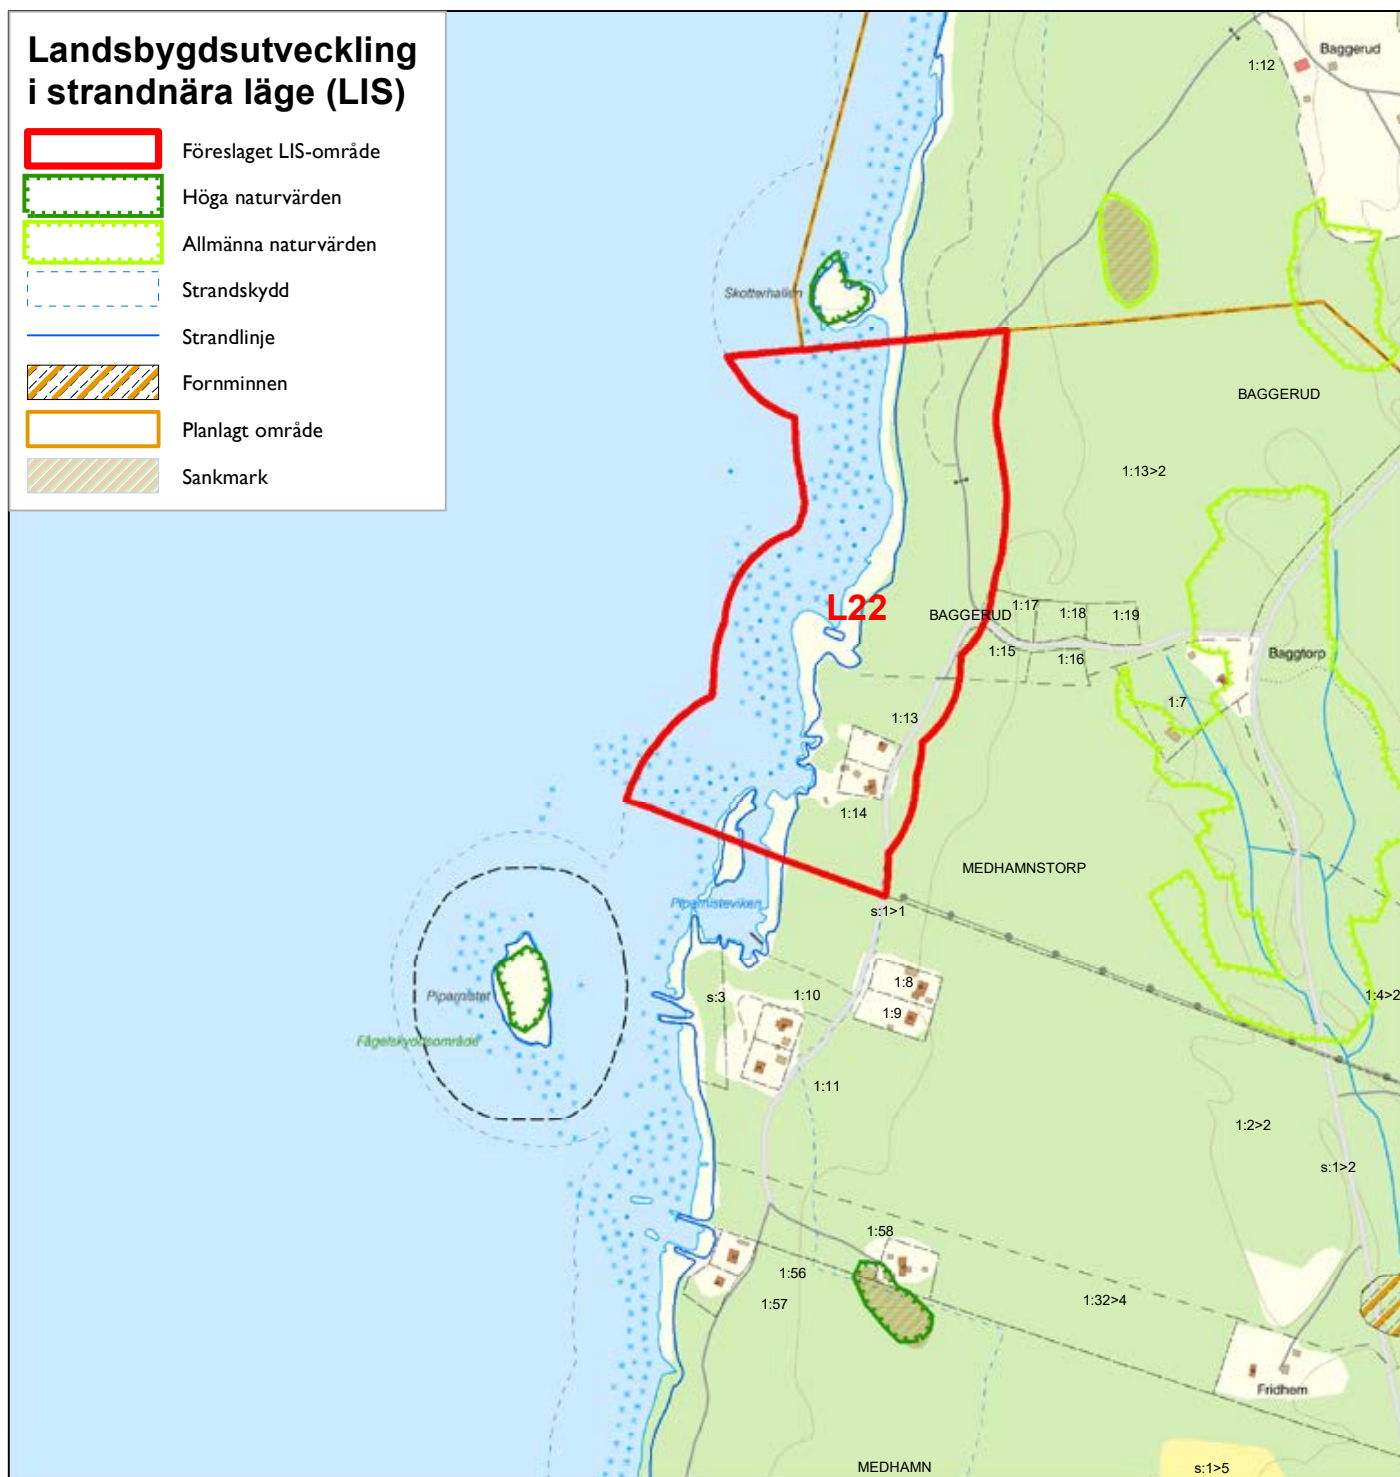 Landsbygdsutveckling
i strandnära läge (LIS)
Föreslaget LIS-område
Höga naturvärden
Allmänna naturvärden
Strandskydd
Strandlinje
Fornminnen
Planlagt område
Sankmark
Baggerud
1:12
Skotterhallen
BAGGERUD
1:13>2
L22
BAGGERUD
1:17
1:18
1:19
1:15
1:16
Baggtorp
1:7
1:13
1:14
MEDHAMNSTORP
Piparnisteviken
s:1>1
1:8
1:9
1:10
s:3
1:4>2
Piparnistet
Fågelskyddsområde
1:11
1:2>2
s:1>2
1:58
1:56
1:57
1:32>4
Fridhem
MEDHAMN
s:1>5